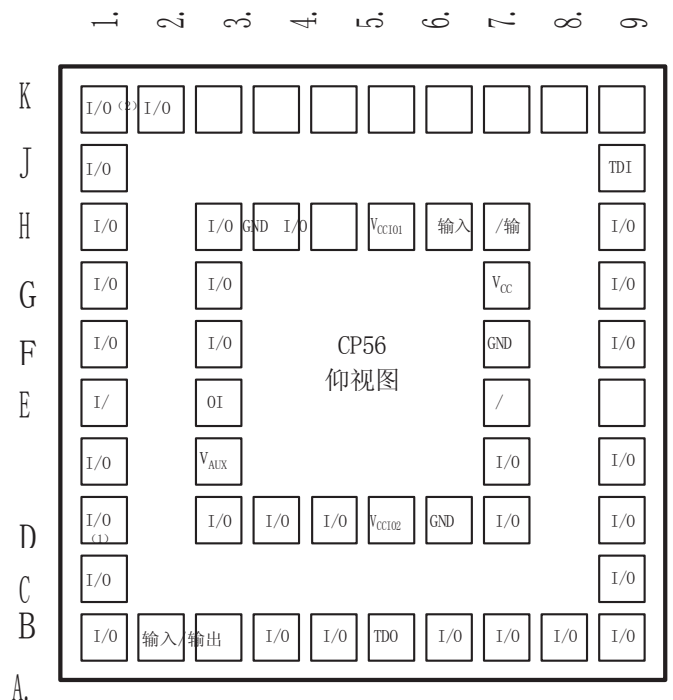 1. 2. 3. 4. 5. 6. 7. 8. 9
K I/O (2) I/O
J I/O TDI
H I/O I/O GND I/O VCCIO1 输入 /输 I/O
G I/O I/O VCC I/O
F I/O I/O GND I/O
CP56
仰视图
E I/ OI /
I/O VAUX I/O I/O
D I/O (1) I/O I/O I/O VCCIO2 GND I/O I/O
C I/O I/O
B I/O 输入/输出 I/O I/O TDO I/O I/O I/O I/O
A.